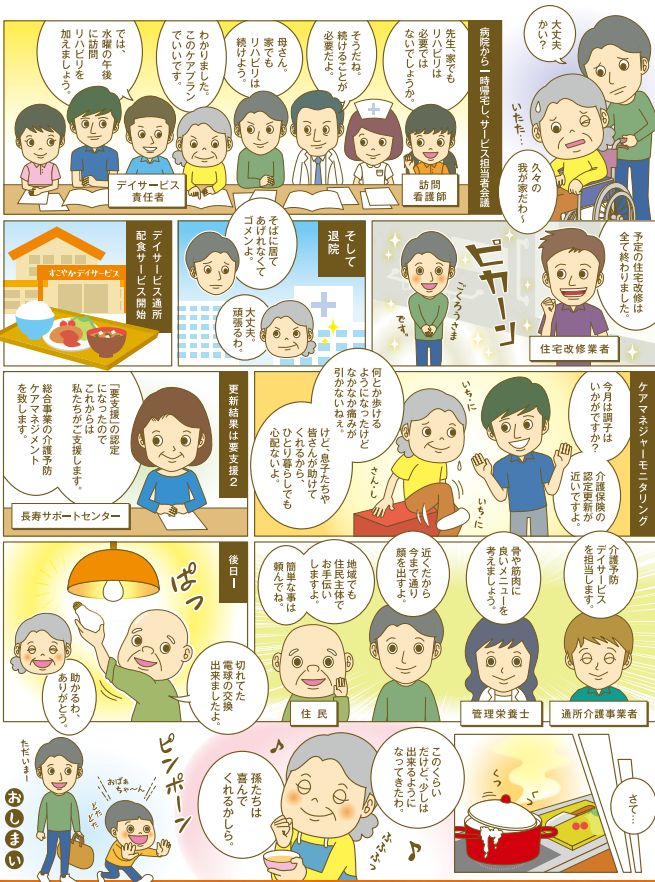 大丈夫
かい？
いたた…
久々の
我が家だわ～
病院から一時帰宅し、サービス担当者会議
先生、家でも
リハビリは
必要では
ないでしょうか。
そうだね。
続けることが
必要だよ。
母さん。
家でも
リハビリは
続けよう。
わかりました。
このケアプラン
でいいです。
では、
水曜の午後
に訪問
リハビリを
加えましょう。
訪問
看護師
デイサービス
責任者
予定の住宅改修は
全て終わりました。
住宅改修業者
ピカーン
ごくろうさま
です。
そして
退院
そばに居て
あげれなくて
ゴメンよ。
大丈夫。
頑張るわ。
デイサービス通所
配食サービス開始
すこやかデイサービス
ケアマネジャーモニタリング
今月は調子は
いかがですか？
介護保険の
認定更新が
近いですよ。
いち・に
いち・に
さん・し
何とか歩ける
ようになったけど
なかなか痛みが
引かないねぇ。
けど、息子たちや
皆さんが助けて
くれるから、
ひとり暮らしでも
心配ないよ。
更新結果は要支援２
「要支援」の認定
になったので
これからは
私たちがご支援します。
総合事業の介護予防
ケアマネジメント
を致します。
長寿サポートセンター
介護予防
デイサービス
を担当します。
通所介護事業者
骨や筋肉に
良いメニューを
考えましょう。
管理栄養士
近くだから
今まで通り
顔を出すよ。
地域でも
住民主体で
お手伝い
しますよ。
簡単な事は
頼んでね。
住民
後日ー
ぱっ
切れてた
電球の交換
出来ましたよ。
助かるわ、
ありがとう。
さて…
ぐつぐつ
このくらい
だけど、少しは
出来るように
なってきたわ。
ふふふっ
孫たちは
喜んで
くれるかしら。
ピンポーン
おばぁ
ちゃ～ん
どた
どた
ただいまー
おしまい